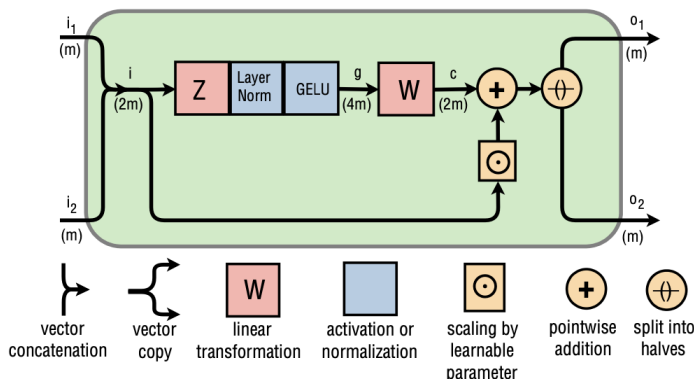 i1
(m)
i
(2m)
Z
Layer
Norm
GELU
g
(4m)
W
c
(2m)
+
o1
(m)
i2
(m)
o2
(m)
vector
concatenation
vector
copy
W
linear
transformation
activation or
normalization
scaling by
learnable
parameter
+
pointwise
addition
split into
halves